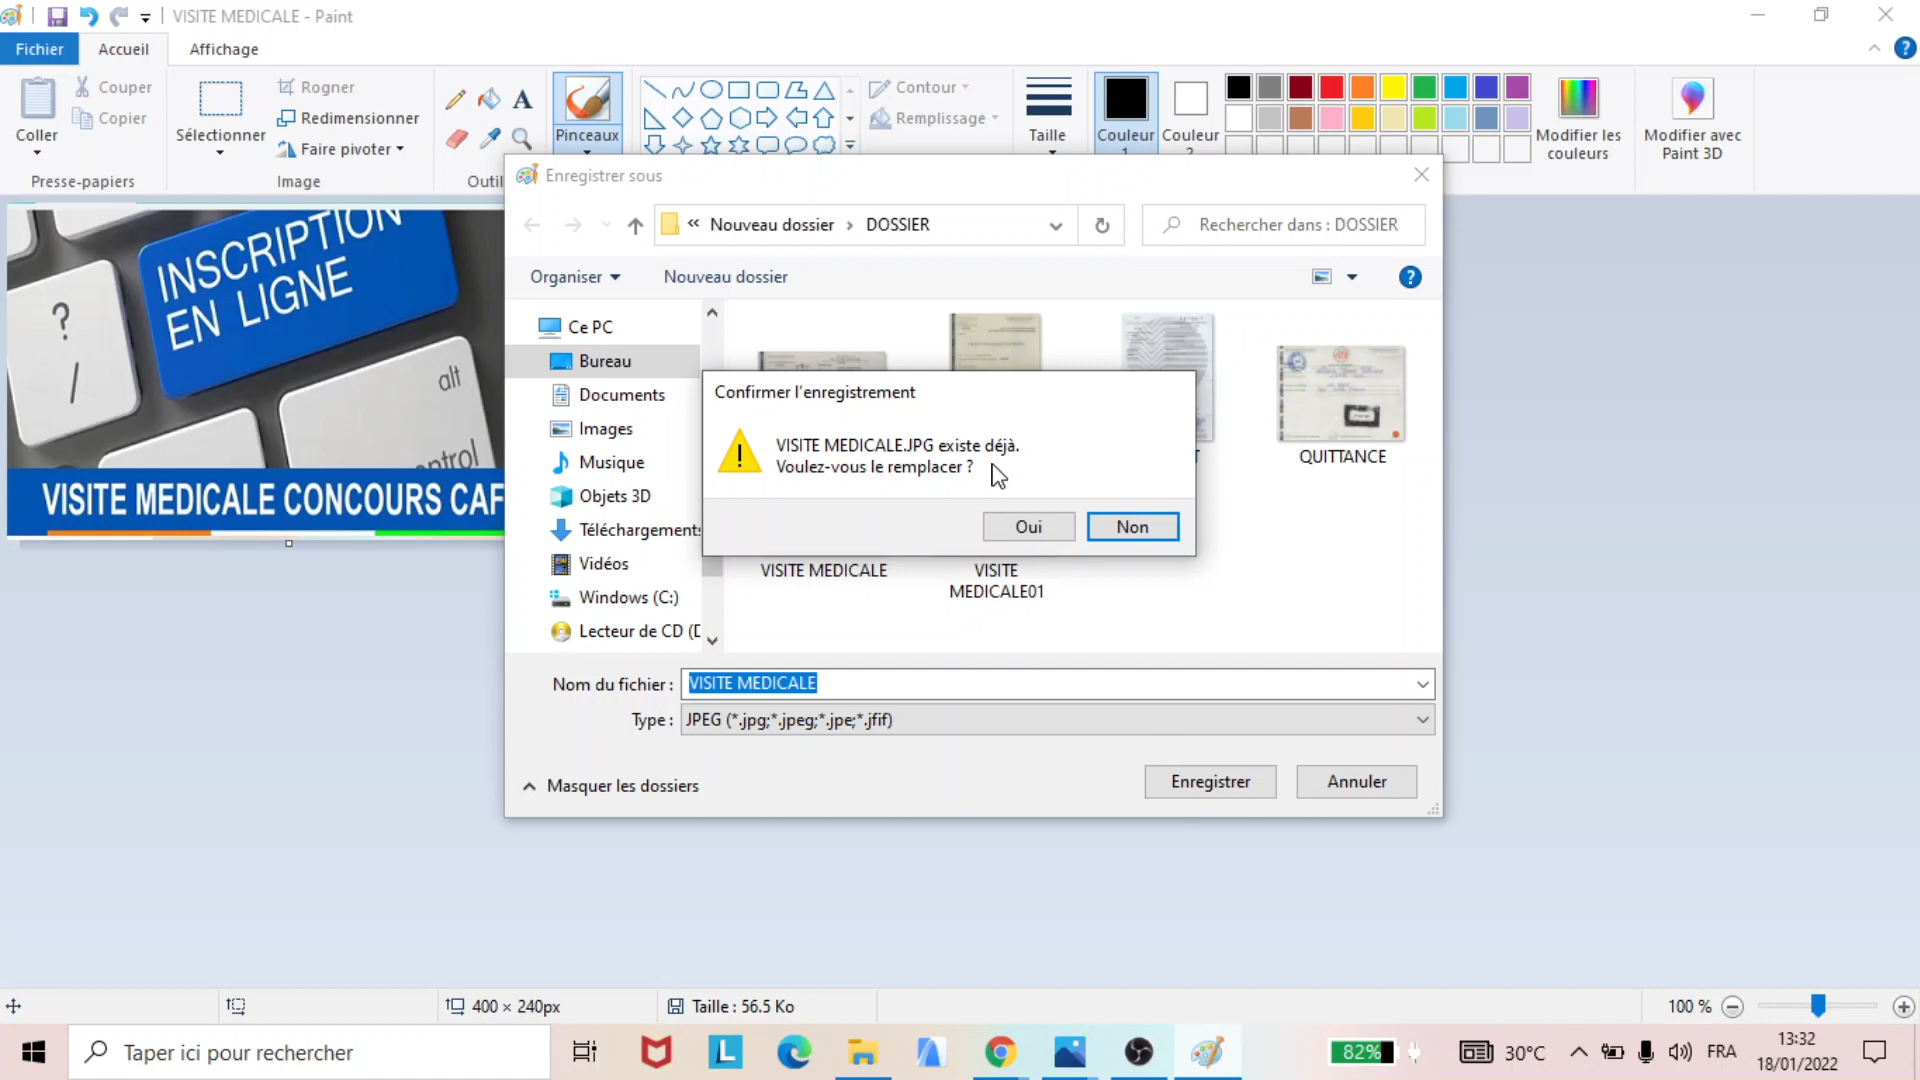 VISITE MEDICALE - Paint
Fichier
Accueil
Affichage
Coller
Couper
Copier
Presse-papiers
Sélectionner
Rogner
Redimensionner
Faire pivoter
Image
A
Outil
Pinceaux
Contour
Remplissage
Taille
Couleur
1
Couleur
2
Modifier les
couleurs
Modifier avec
Paint 3D
?
INSCRIPTION
EN LIGNE
?
/
alt
control
VISITE MEDICALE CONCOURS CAF
Enregistrer sous
« Nouveau dossier › DOSSIER
Rechercher dans : DOSSIER
Organiser
Nouveau dossier
?
Ce PC
Bureau
Documents
Images
Musique
Objets 3D
Téléchargements
Vidéos
Windows (C:)
Lecteur de CD (D
T
QUITTANCE
VISITE MEDICALE
VISITE
MEDICALE01
Confirmer l'enregistrement
VISITE MEDICALE.JPG existe déjà.
Voulez-vous le remplacer ?
Oui
Non
Nom du fichier :
VISITE MEDICALE
Type :
JPEG (*.jpg;*.jpeg;*.jpe;*.jfif)
Masquer les dossiers
Enregistrer
Annuler
400 × 240px
Taille : 56.5 Ko
100 %
Taper ici pour rechercher
L
82%
30°C
FRA
13:32
18/01/2022